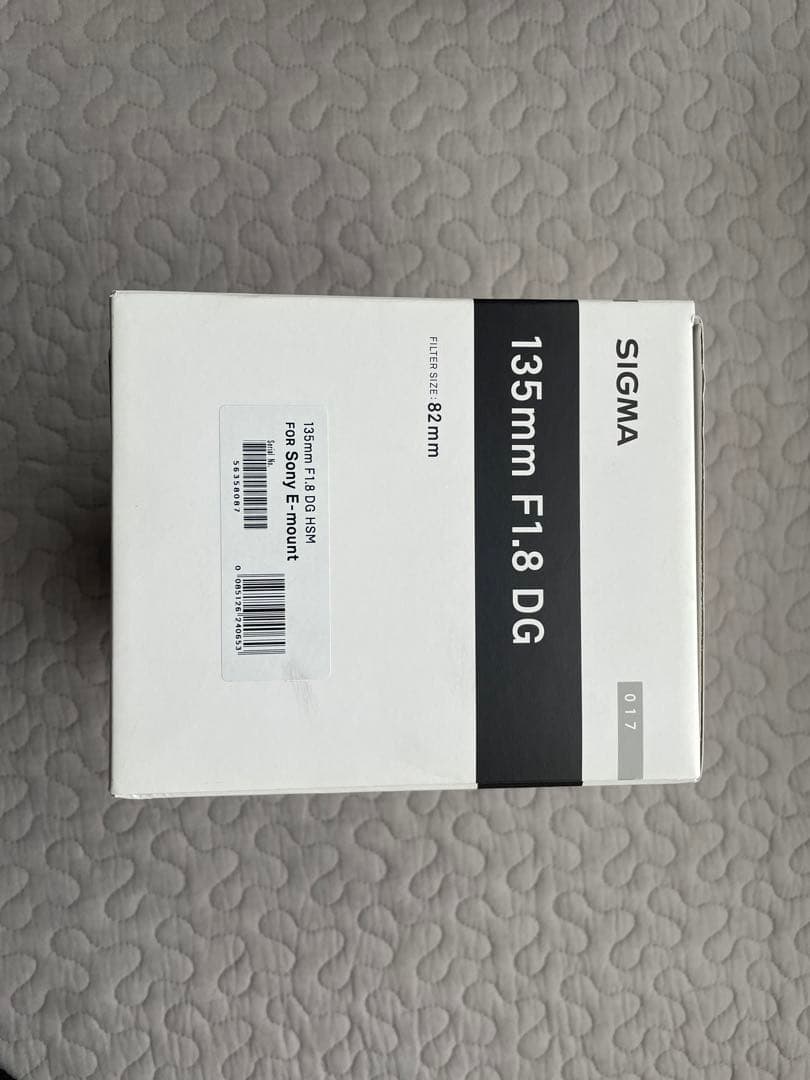 SIGMA
017
135mm F1.8 DG
FILTER SIZE : 82mm
135mm F1.8 DG HSM
FOR Sony E-mount
Serial No.
56358087
0 085126 240653